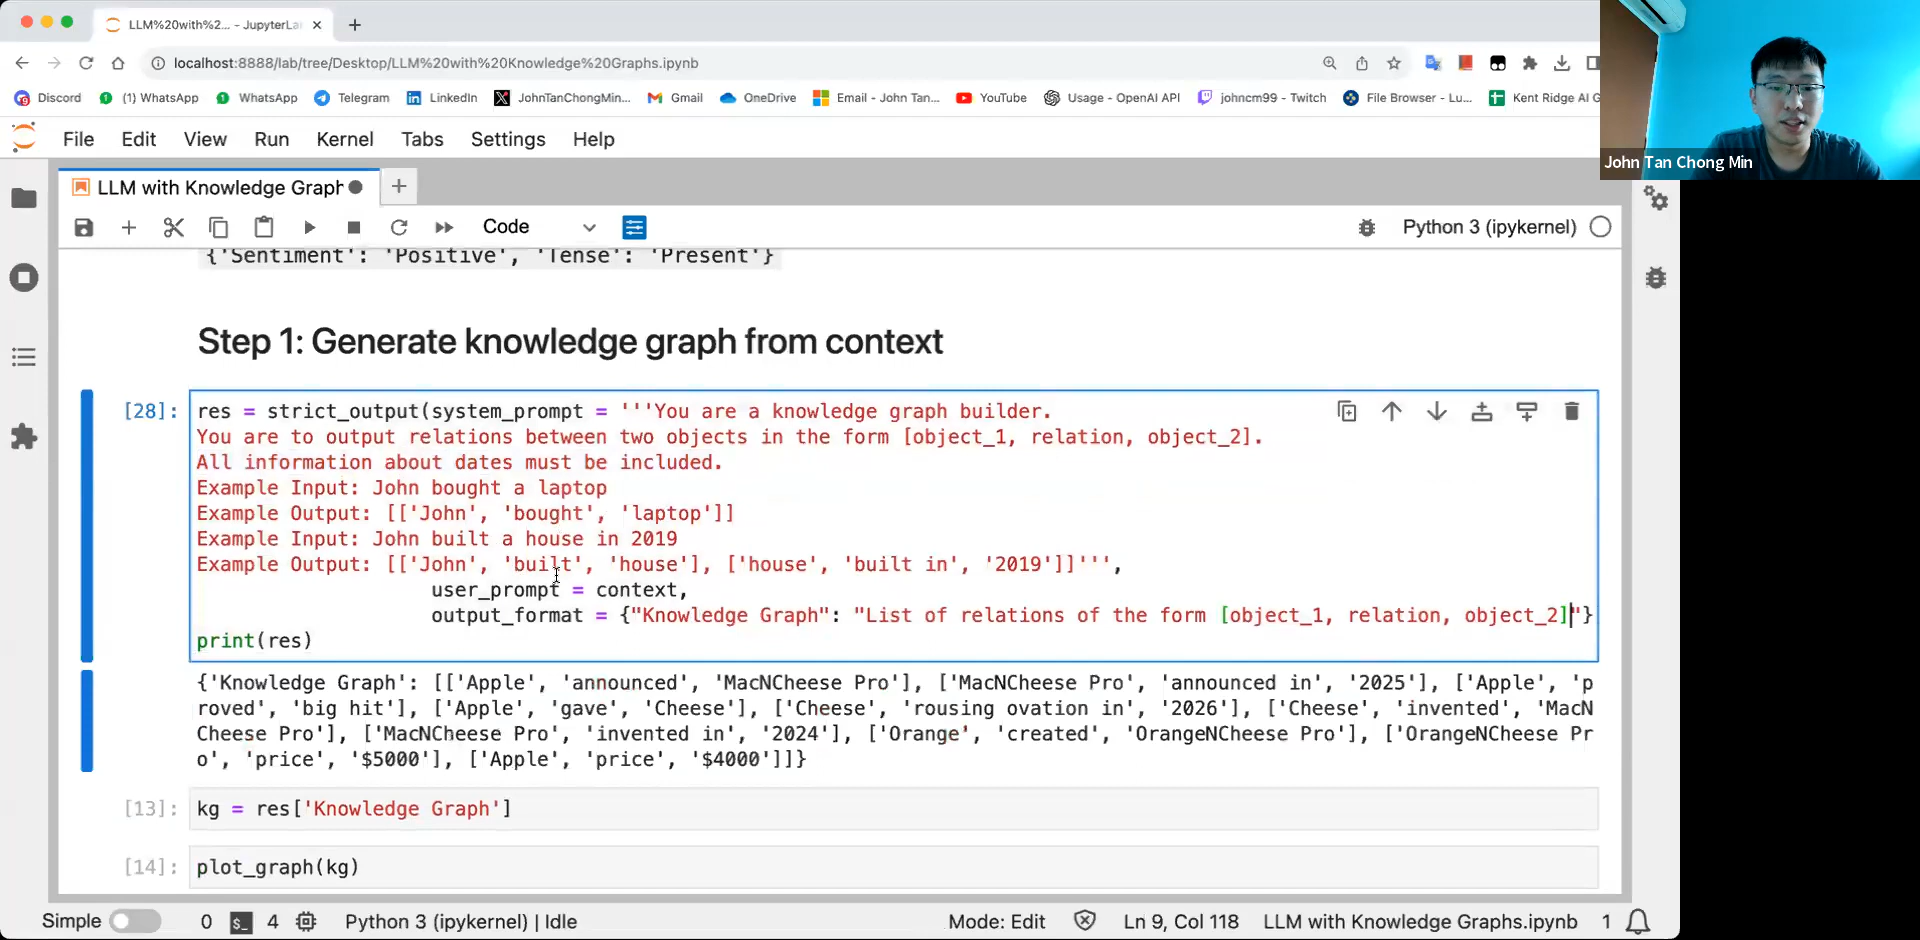 LLM%20with%2... - JupyterLa
localhost:8888/lab/tree/Desktop/LLM%20with%20Knowledge%20Graphs.ipynb
Discord (1) WhatsApp WhatsApp Telegram LinkedIn JohnTanChongMin... Gmail OneDrive Email - John Tan... YouTube Usage - OpenAI API johncm99 - Twitch File Browser - Lu... Kent Ridge AI G
File Edit View Run Kernel Tabs Settings Help
John Tan Chong Min
LLM with Knowledge Graph
Code Python 3 (ipykernel)
{'Sentiment': 'Positive', 'Tense': 'Present'}
Step 1: Generate knowledge graph from context
[28]: res = strict_output(system_prompt = '''You are a knowledge graph builder.
You are to output relations between two objects in the form [object_1, relation, object_2].
All information about dates must be included.
Example Input: John bought a laptop
Example Output: [['John', 'bought', 'laptop']]
Example Input: John built a house in 2019
Example Output: [['John', 'built', 'house'], ['house', 'built in', '2019']]''',
user_prompt = context,
output_format = {"Knowledge Graph": "List of relations of the form [object_1, relation, object_2]"}
print(res)
{'Knowledge Graph': [['Apple', 'announced', 'MacNCheese Pro'], ['MacNCheese Pro', 'announced in', '2025'], ['Apple', 'p
roved', 'big hit'], ['Apple', 'gave', 'Cheese'], ['Cheese', 'rousing ovation in', '2026'], ['Cheese', 'invented', 'MacN
Cheese Pro'], ['MacNCheese Pro', 'invented in', '2024'], ['Orange', 'created', 'OrangeNCheese Pro'], ['OrangeNCheese Pr
o', 'price', '$5000'], ['Apple', 'price', '$4000']]}
[13]: kg = res['Knowledge Graph']
[14]: plot_graph(kg)
Simple 0 $_ 4 Python 3 (ipykernel) | Idle Mode: Edit Ln 9, Col 118 LLM with Knowledge Graphs.ipynb 1